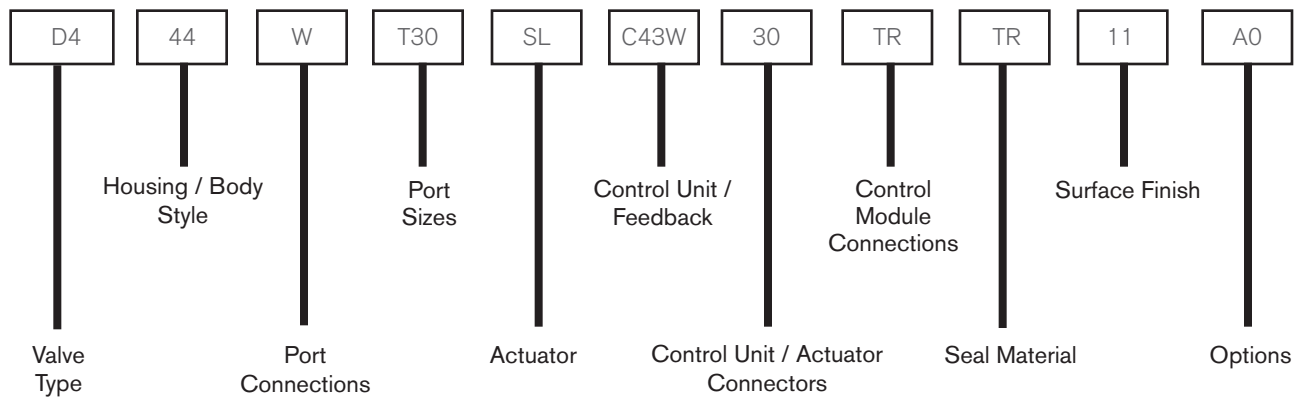 D4 44 W T30 SL C43W 30 TR TR 11 A0
Housing / Body
Style
Port
Sizes
Control Unit /
Feedback
Control
Module
Connections
Surface Finish
Valve
Type
Port
Connections
Actuator
Control Unit / Actuator
Connectors
Seal Material
Options